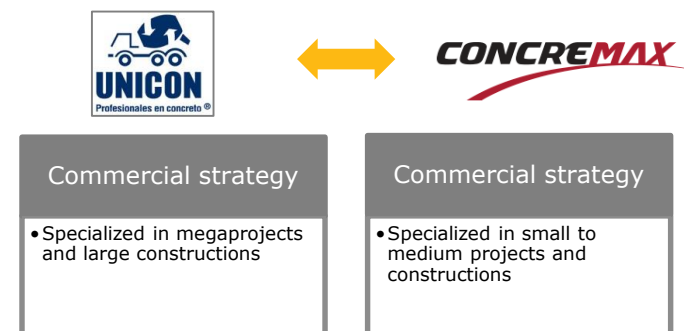 UNICON
Profesionales en concreto ®
CONCREMAX
Commercial strategy
•Specialized in megaprojects
and large constructions
Commercial strategy
•Specialized in small to
medium projects and
constructions